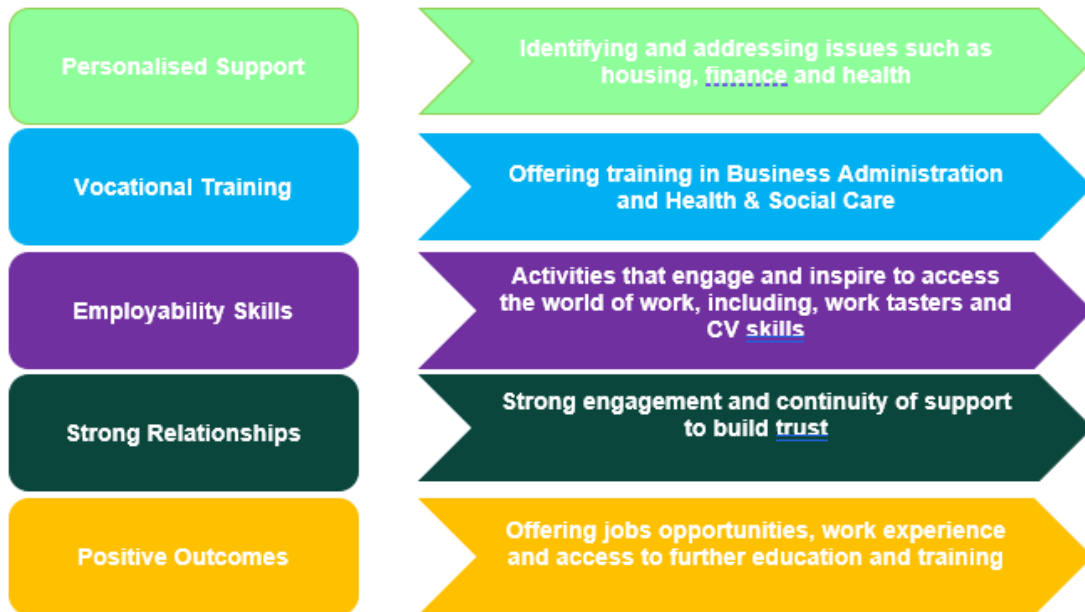 Personalised Support
Identifying and addressing issues such as
housing, finance and health
Vocational Training
Offering training in Business Administration
and Health & Social Care
Employability Skills
Activities that engage and inspire to access
the world of work, including, work tasters and
CV skills
Strong Relationships
Strong engagement and continuity of support
to build trust
Positive Outcomes
Offering jobs opportunities, work experience
and access to further education and training